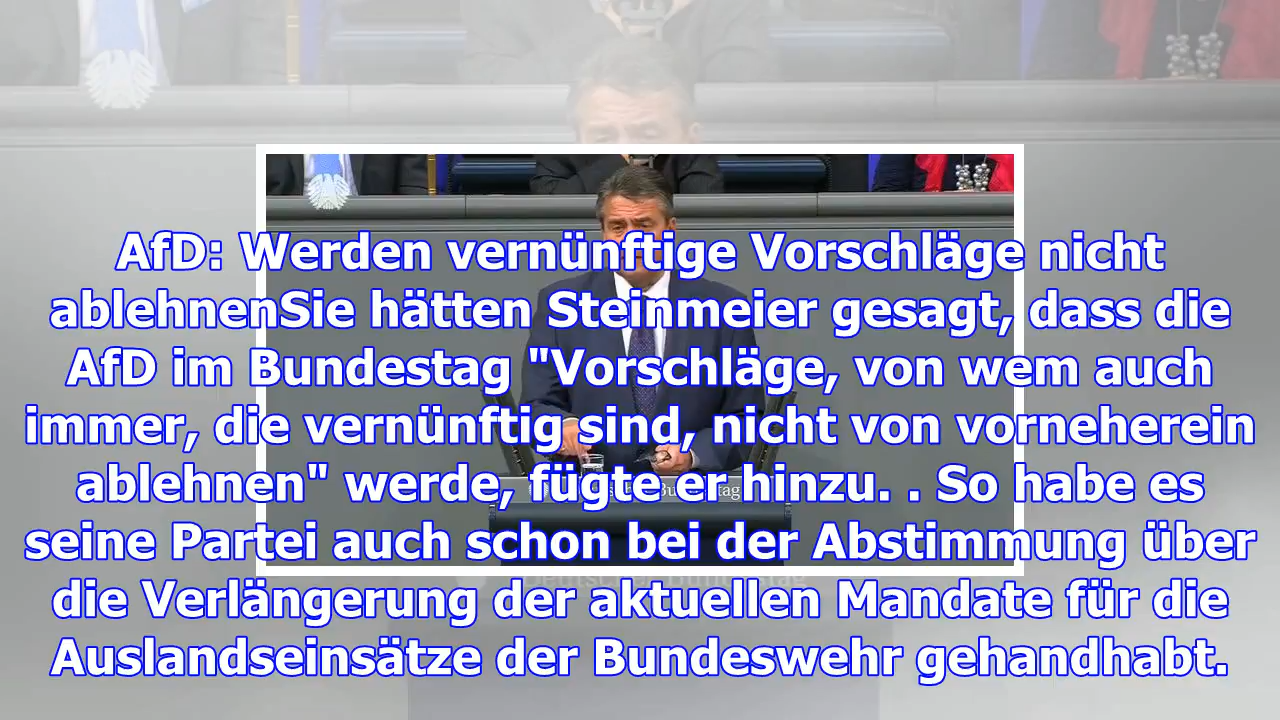 AfD: Werden vernünftige Vorschläge nicht
ablehnenSie hätten Steinmeier gesagt, dass die
AfD im Bundestag "Vorschläge, von wem auch
immer, die vernünftig sind, nicht von vorneherein
ablehnen" werde, fügte er hinzu. . So habe es
seine Partei auch schon bei der Abstimmung über
die Verlängerung der aktuellen Mandate für die
Auslandseinsätze der Bundeswehr gehandhabt.
Deutscher Bundestag